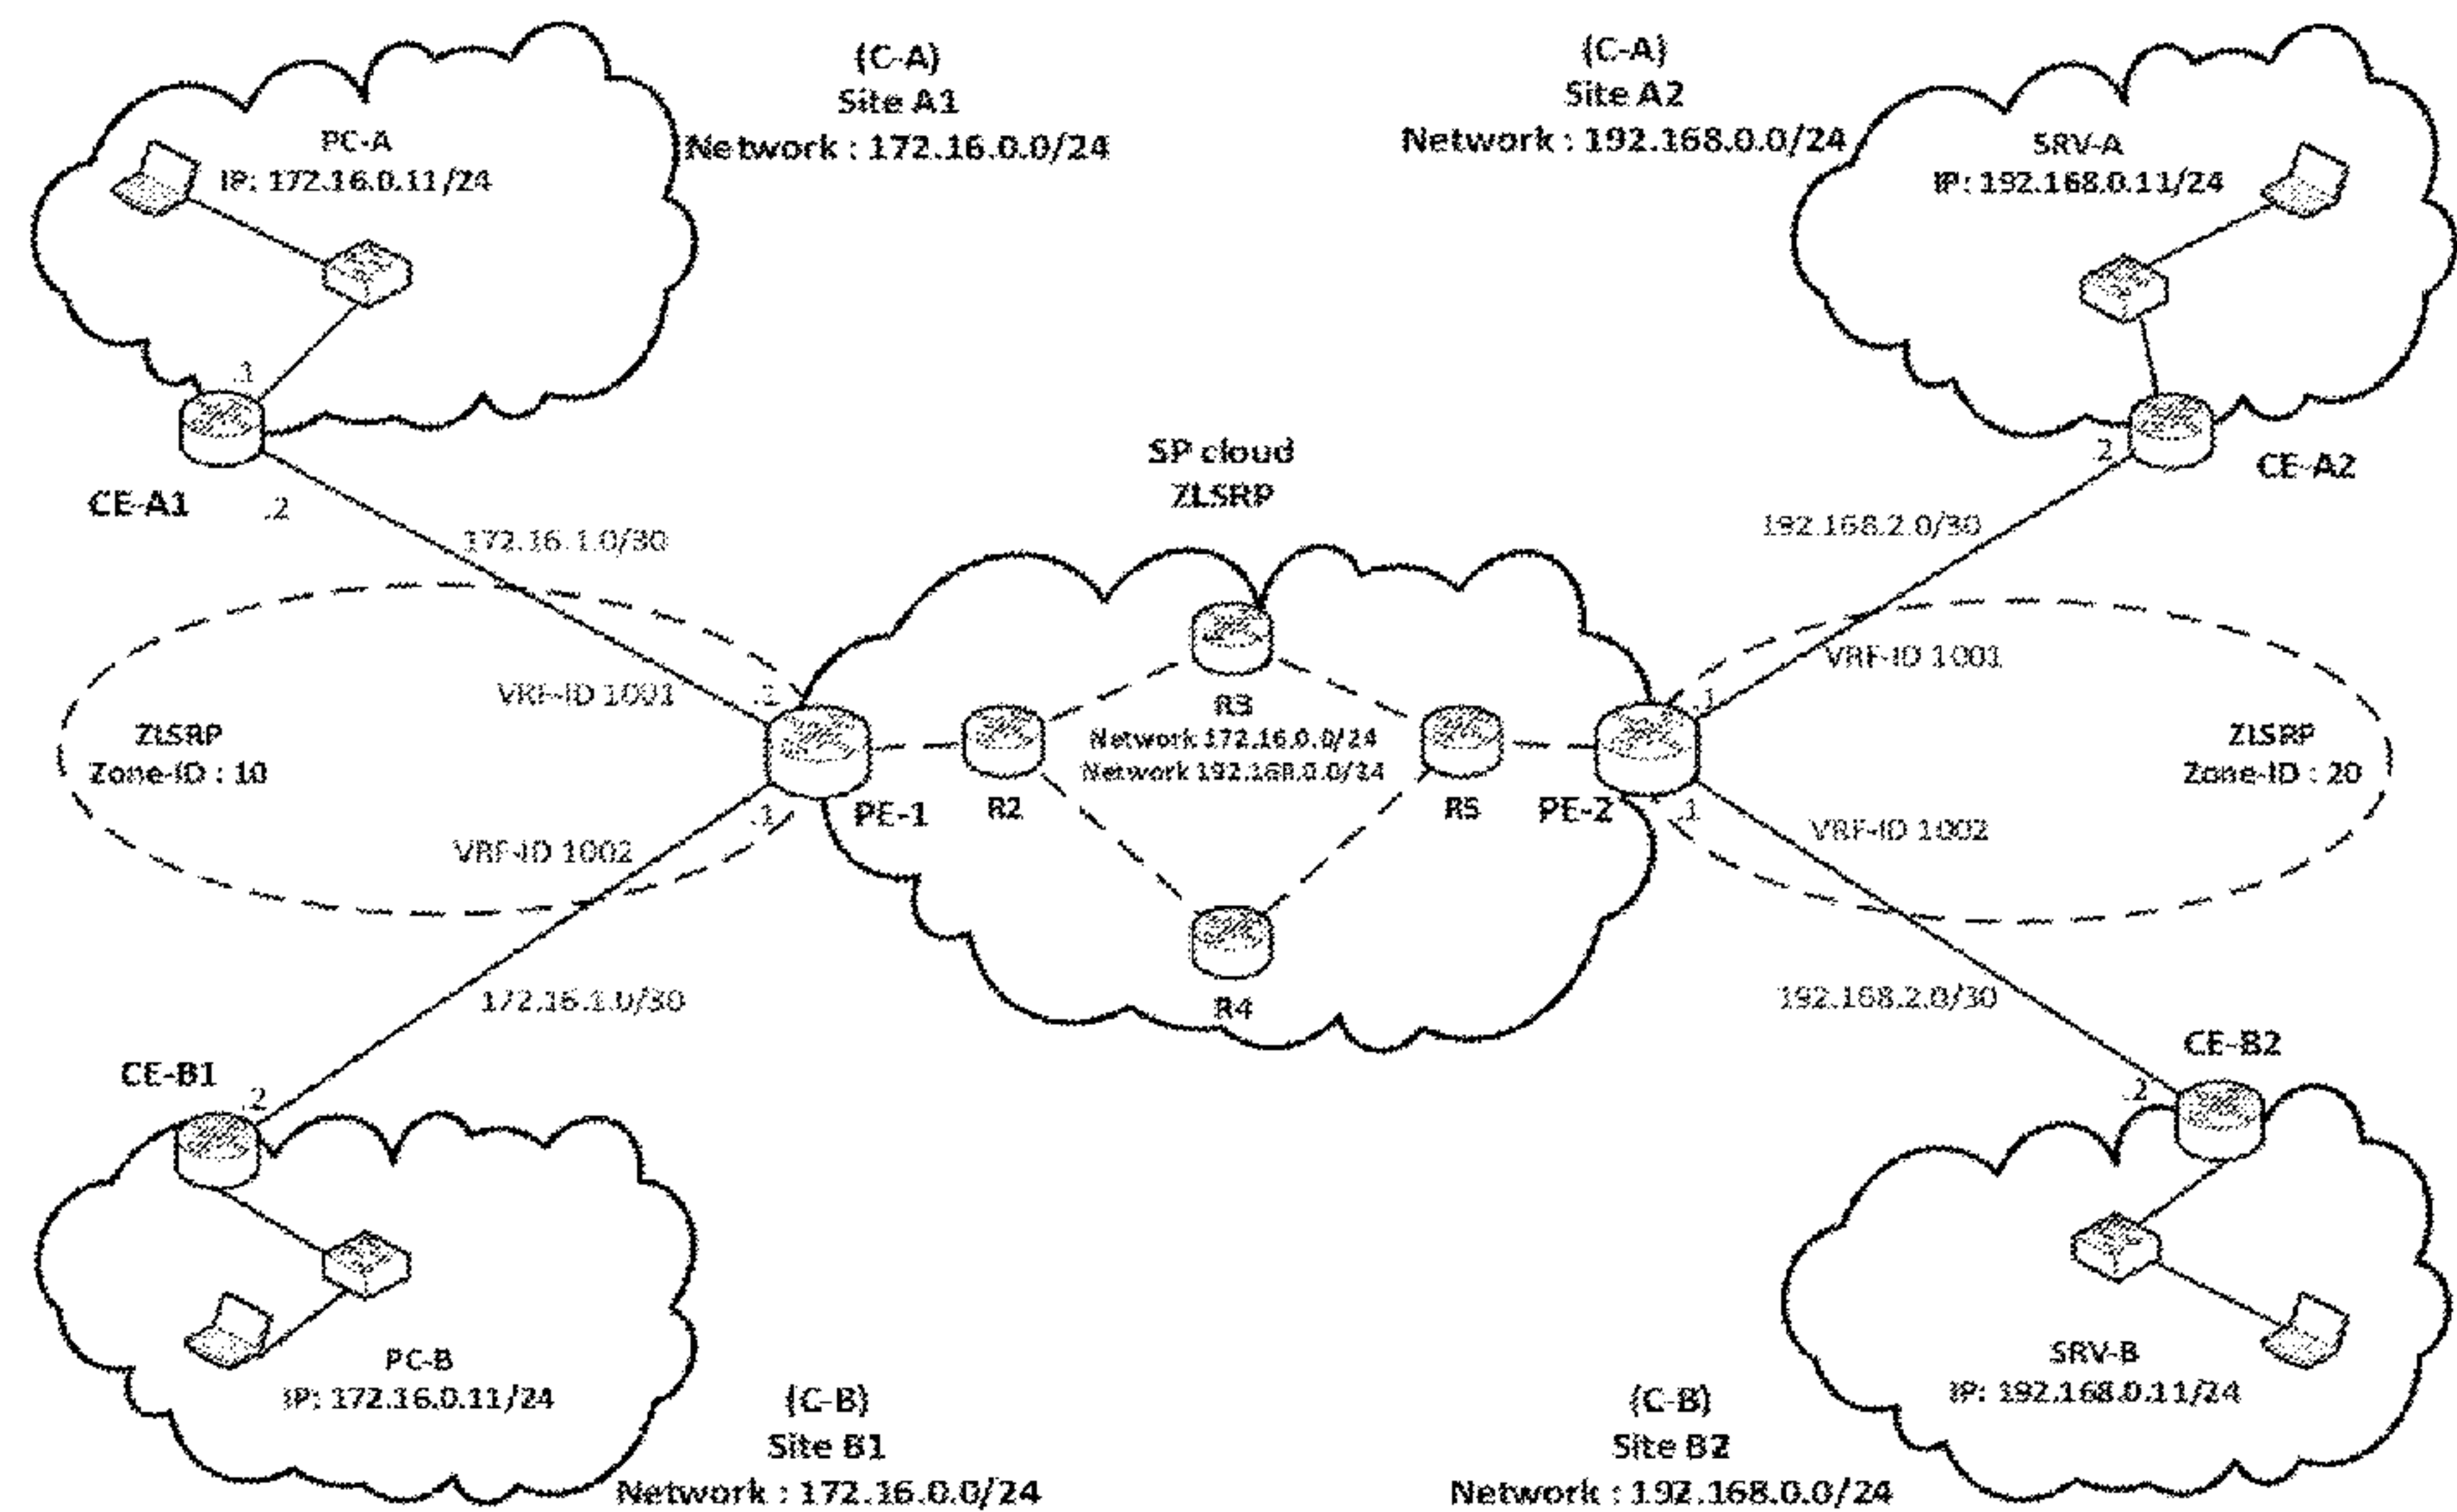 (C-A)
Site A1
Network : 172.16.0.0/24
(C-A)
Site A2
Network : 192.168.0.0/24
PC-A
IP: 172.16.0.11/24
SRV-A
IP: 192.168.0.11/24
.1
CE-A1
.2
172.16.1.0/30
SP cloud
ZLSRP
.2
CE-A2
192.168.2.0/30
VRF-ID 1001
.1
VRF-ID 1001
.1
ZLSRP
Zone-ID : 10
R3
Network 172.16.0.0/24
Network 192.168.0.0/24
ZLSRP
Zone-ID : 20
.1
PE-1
R2
R5
PE-2
.1
VRF-ID 1002
VRF-ID 1002
172.16.1.0/30
R4
192.168.2.0/30
CE-B1
.2
CE-B2
.2
PC-B
IP: 172.16.0.11/24
SRV-B
IP: 192.168.0.11/24
(C-B)
Site B1
Network : 172.16.0.0/24
(C-B)
Site B2
Network : 192.168.0.0/24